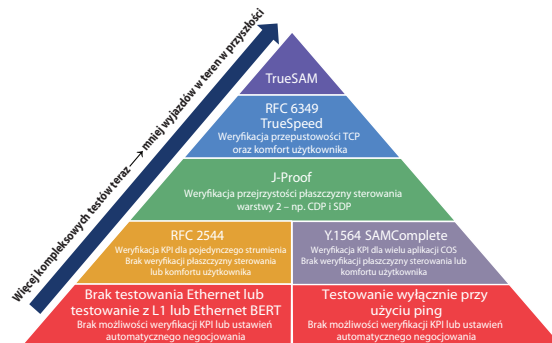 Więcej kompleksowych testów teraz → mniej wyjazdów w teren w przyszłości
TrueSAM
RFC 6349
TrueSpeed
Weryfikacja przepustowości TCP
oraz komfort użytkownika
J-Proof
Weryfikacja przejrzystości płaszczyzny sterowania
warstwy 2 – np. CDP i SDP
RFC 2544
Weryfikacja KPI dla pojedynczego strumienia
Brak weryfikacji płaszczyzny sterowania
lub komfortu użytkownika
Y.1564 SAMComplete
Weryfikacja KPI dla wielu aplikacji COS
Brak weryfikacji płaszczyzny sterowania lub
komfortu użytkownika
Brak testowania Ethernet lub
testowanie z L1 lub Ethernet BERT
Brak możliwości weryfikacji KPI lub ustawień
automatycznego negocjowania
Testowanie wyłącznie przy
użyciu ping
Brak możliwości weryfikacji KPI lub ustawień
automatycznego negocjowania